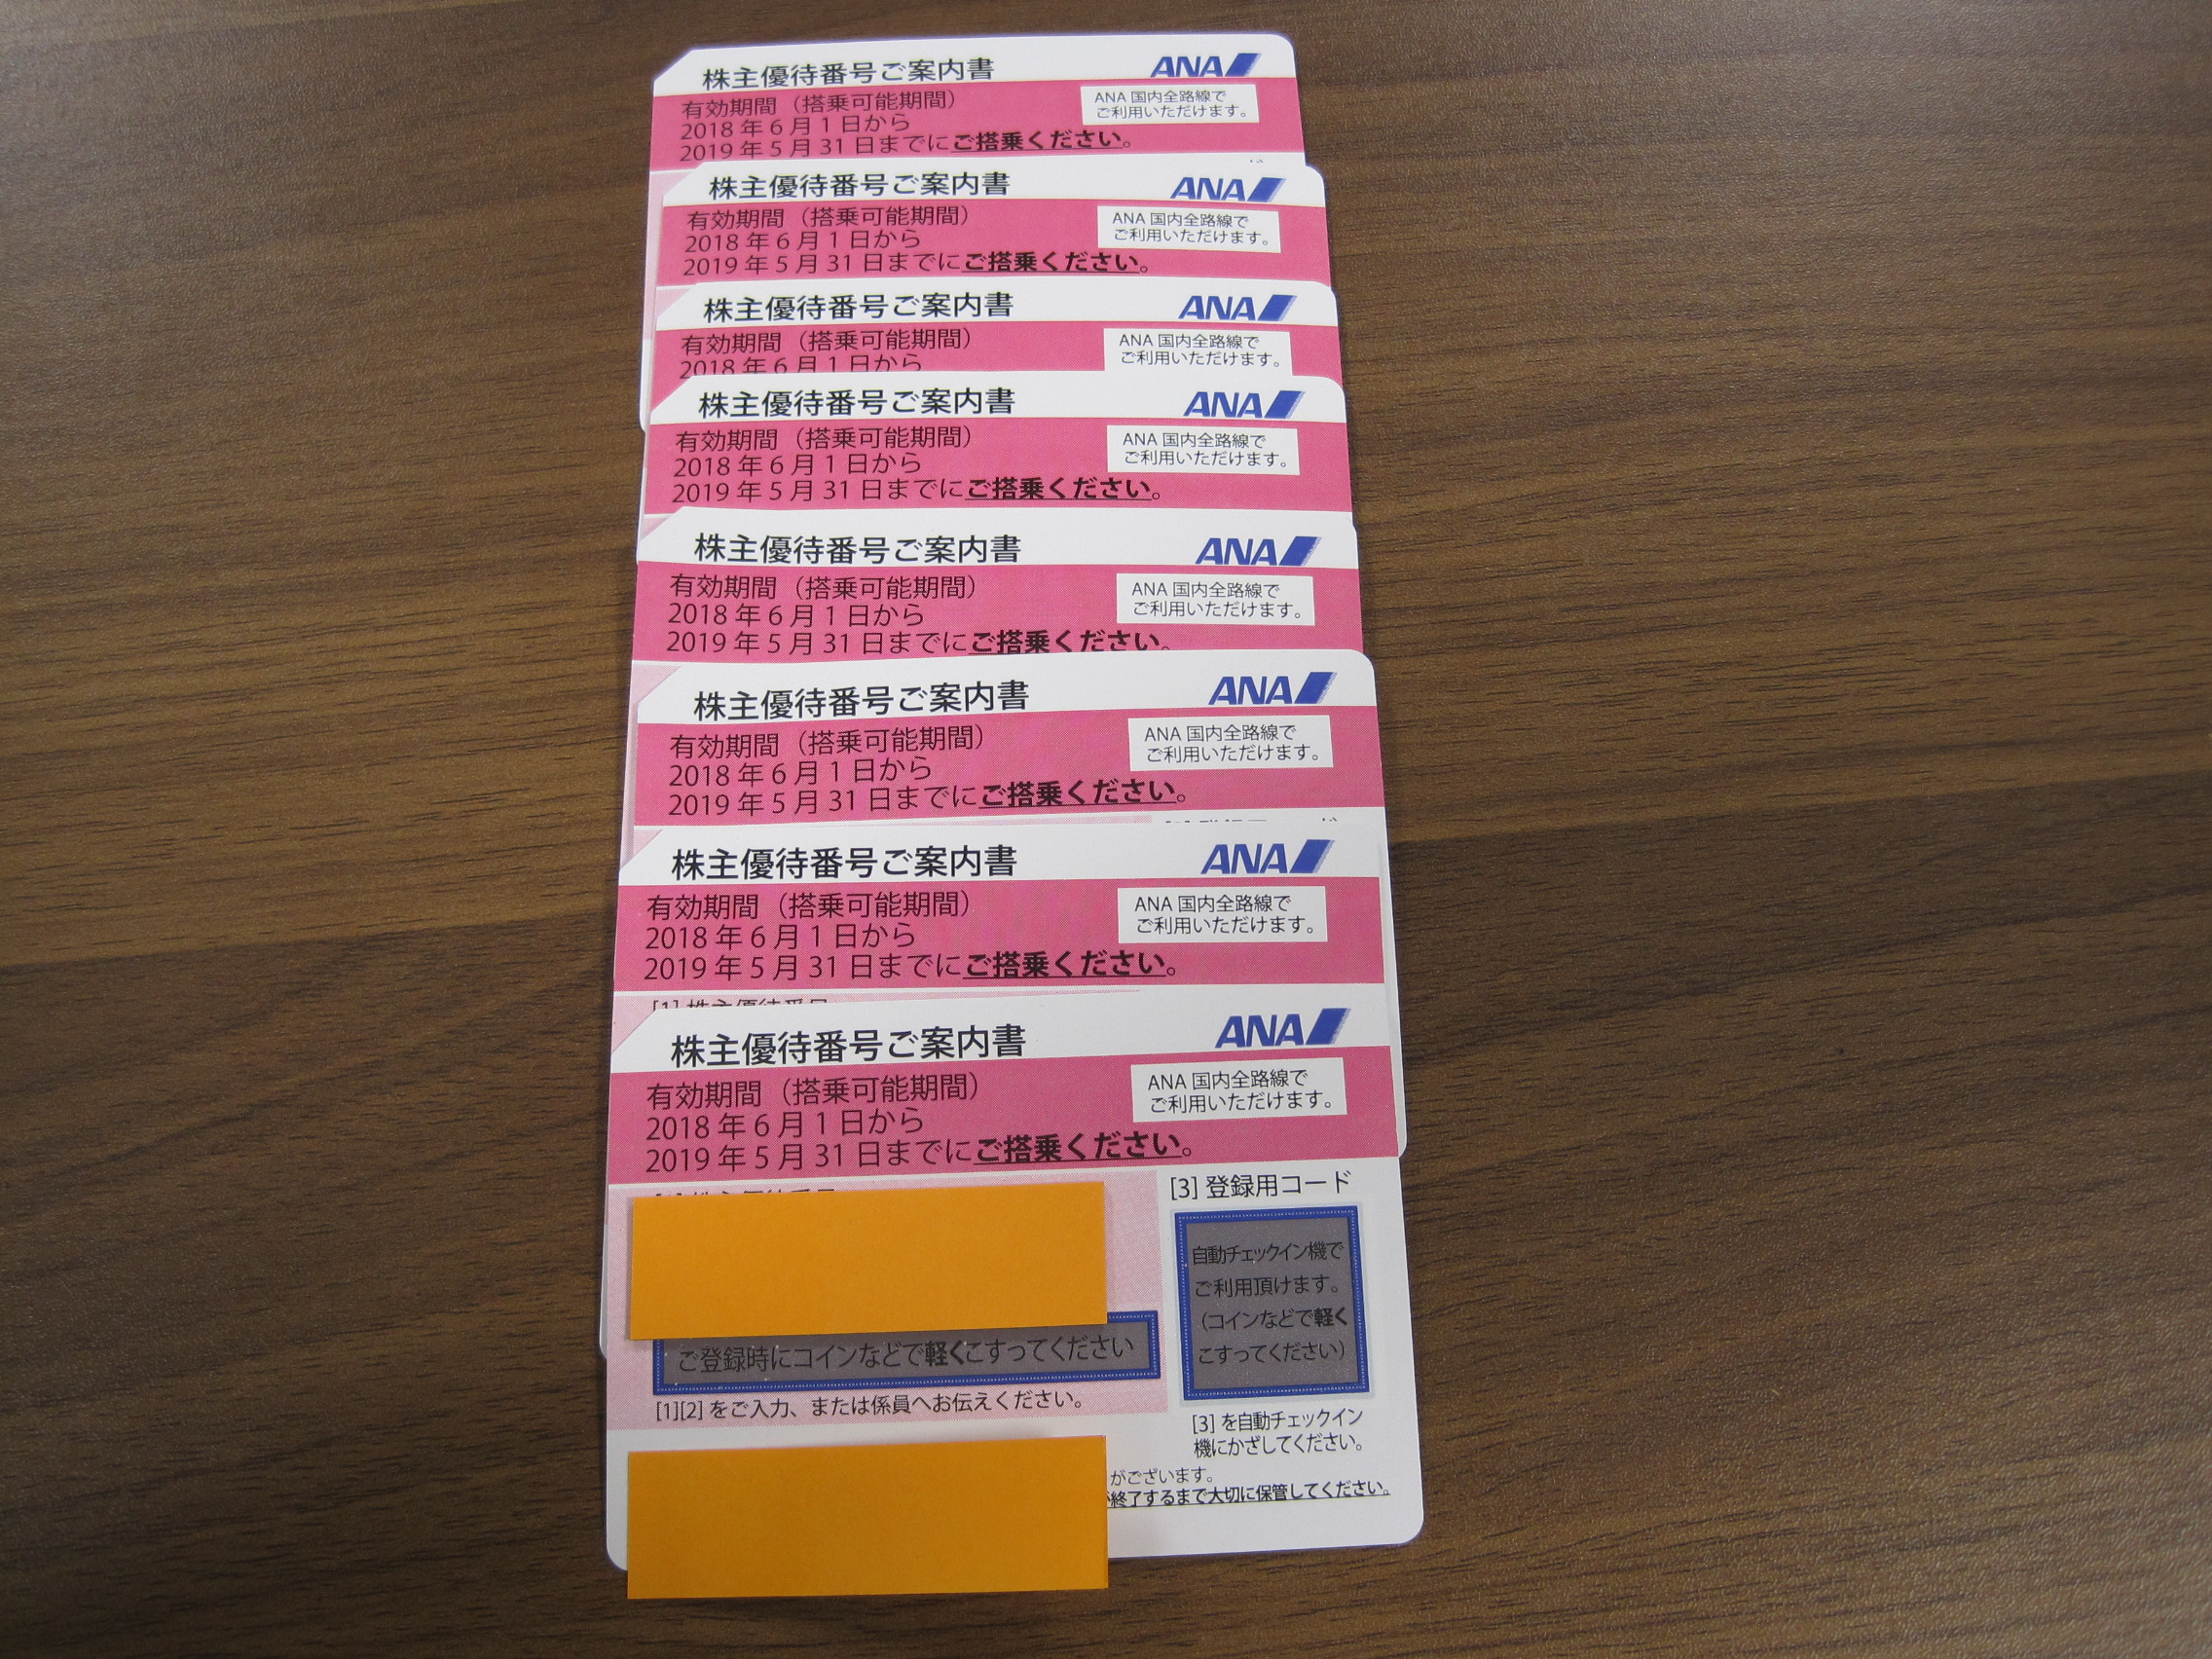 株主優待番号ご案内書 ANA
有効期間（搭乗可能期間）
ANA 国内全路線で
ご利用いただけます。
2018 年 6 月 1 日から
2019 年 5 月 31 日までにご搭乗ください。
株主優待番号ご案内書 ANA
有効期間（搭乗可能期間）
ANA 国内全路線で
ご利用いただけます。
2018 年 6 月 1 日から
2019 年 5 月 31 日までにご搭乗ください。
株主優待番号ご案内書 ANA
有効期間（搭乗可能期間）
ANA 国内全路線で
ご利用いただけます。
2018 年 6 月 1 日から
株主優待番号ご案内書 ANA
有効期間（搭乗可能期間）
ANA 国内全路線で
ご利用いただけます。
2018 年 6 月 1 日から
2019 年 5 月 31 日までにご搭乗ください。
株主優待番号ご案内書 ANA
有効期間（搭乗可能期間）
ANA 国内全路線で
ご利用いただけます。
2018 年 6 月 1 日から
2019 年 5 月 31 日までにご搭乗ください。
株主優待番号ご案内書 ANA
有効期間（搭乗可能期間）
ANA 国内全路線で
ご利用いただけます。
2018 年 6 月 1 日から
2019 年 5 月 31 日までにご搭乗ください。
株主優待番号ご案内書 ANA
有効期間（搭乗可能期間）
ANA 国内全路線で
ご利用いただけます。
2018 年 6 月 1 日から
2019 年 5 月 31 日までにご搭乗ください。
[1] 株主優待番号
株主優待番号ご案内書 ANA
有効期間（搭乗可能期間）
ANA 国内全路線で
ご利用いただけます。
2018 年 6 月 1 日から
2019 年 5 月 31 日までにご搭乗ください。
[3] 登録用コード
自動チェックイン機で
ご利用頂けます。
（コインなどで軽く
こすってください）
ご登録時にコインなどで軽くこすってください
[1][2] をご入力、または係員へお伝えください。
[3] を自動チェックイン
機にかざしてください。
がございます。
終了するまで大切に保管してください。